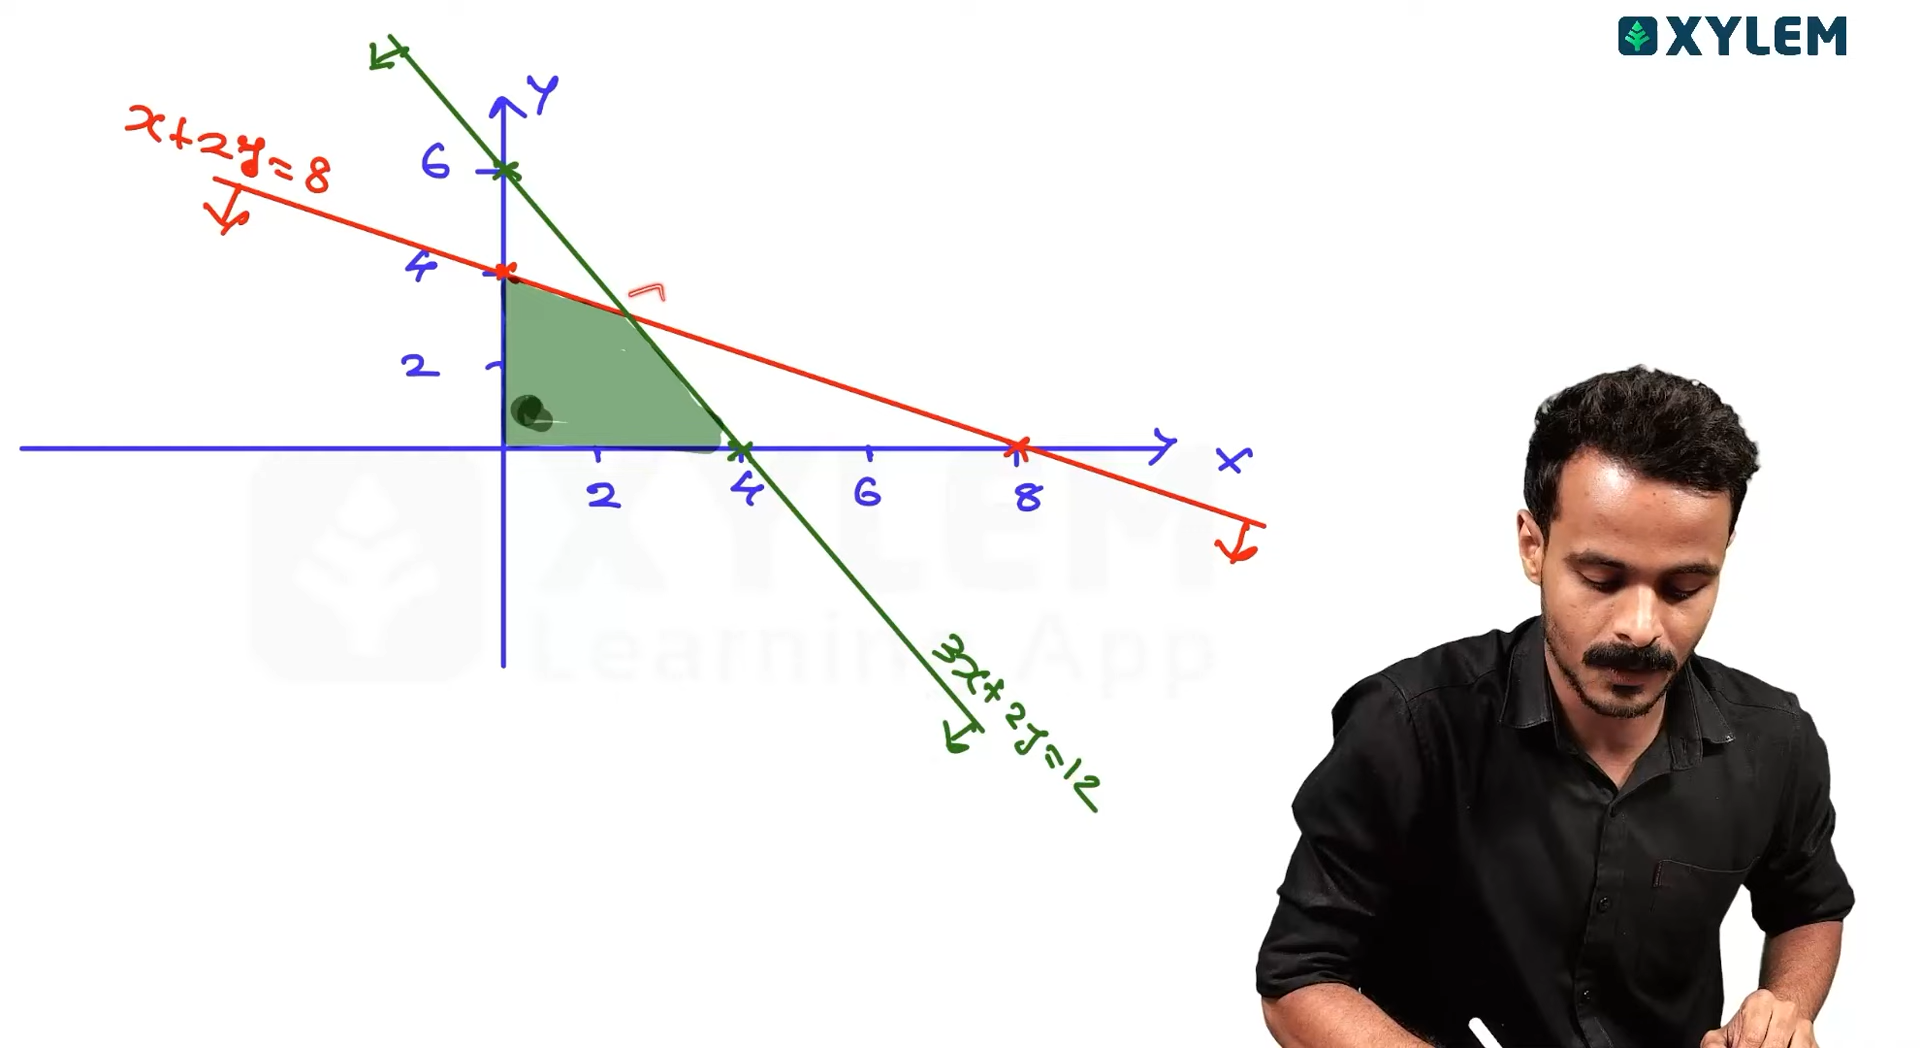 XYLEM
Y
x+2y=8
6
4
2
X
2 4 6 8
3x+2y=12
XYLEM
Learning App